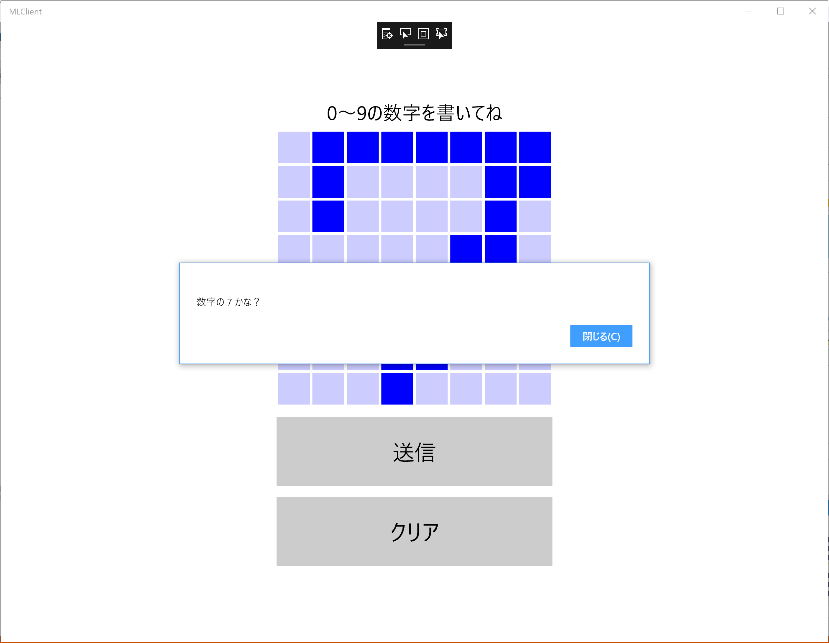 MLClient
0～9の数字を書いてね
数字の 7 かな？
閉じる(C)
送信
クリア